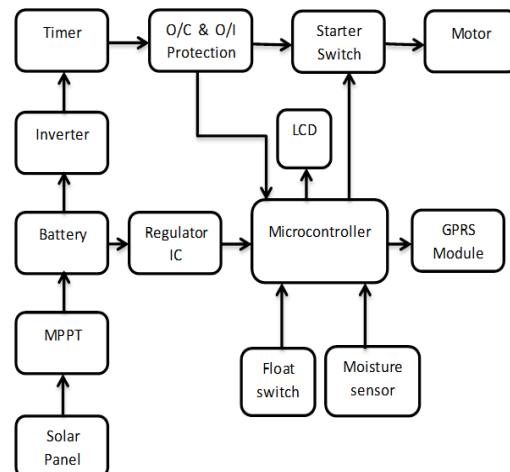 Timer
O/C & O/I
Protection
Starter
Switch
Motor
Inverter
LCD
Battery
Regulator
IC
Microcontroller
GPRS
Module
MPPT
Float
switch
Moisture
sensor
Solar
Panel